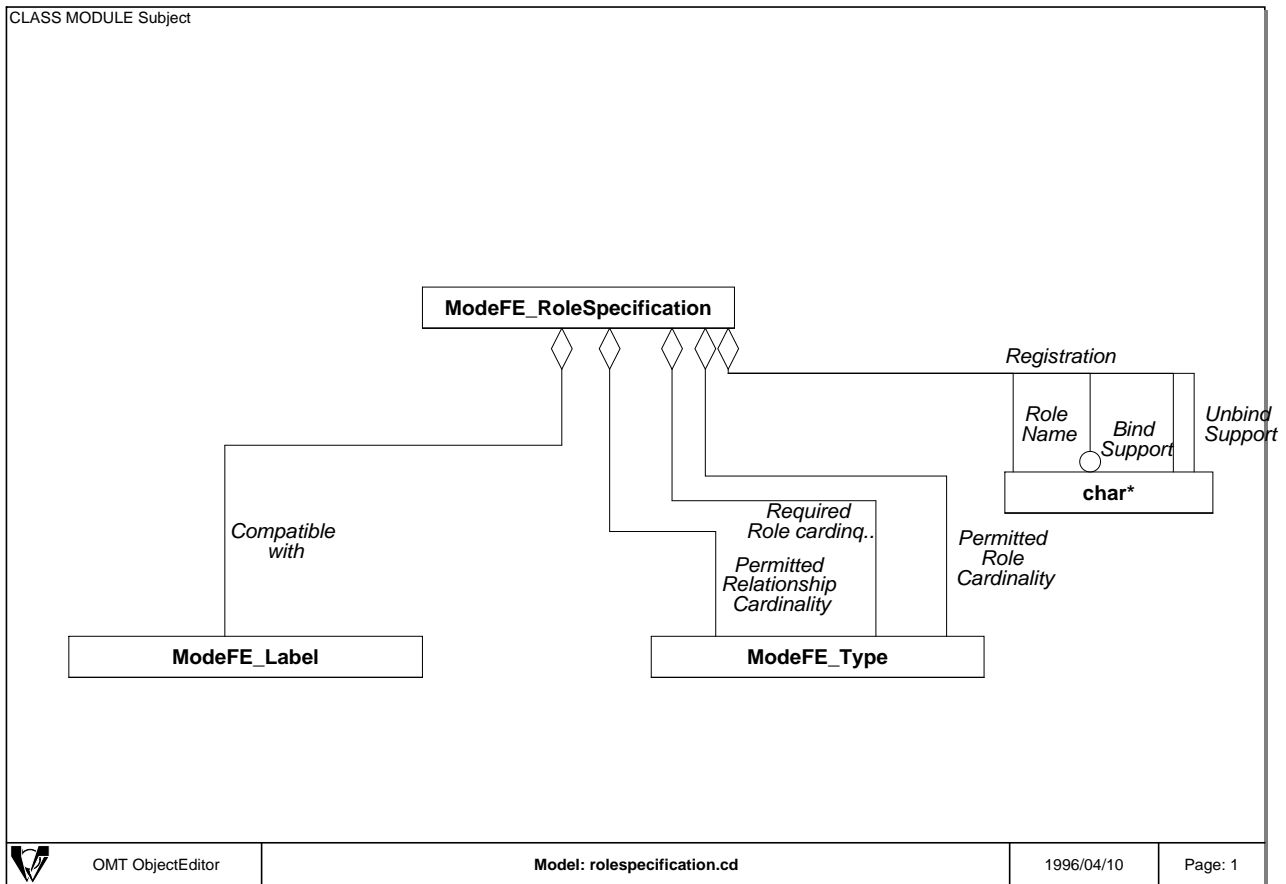 CLASS MODULE Subject
ModeFE_RoleSpecification
Registration
Role
Name
Bind
Support
Unbind
Support
char*
Compatible
with
Required
Role cardinq..
Permitted
Role
Cardinality
Permitted
Relationship
Cardinality
ModeFE_Label
ModeFE_Type
OMT ObjectEditor
Model: rolespecification.cd
1996/04/10
Page: 1